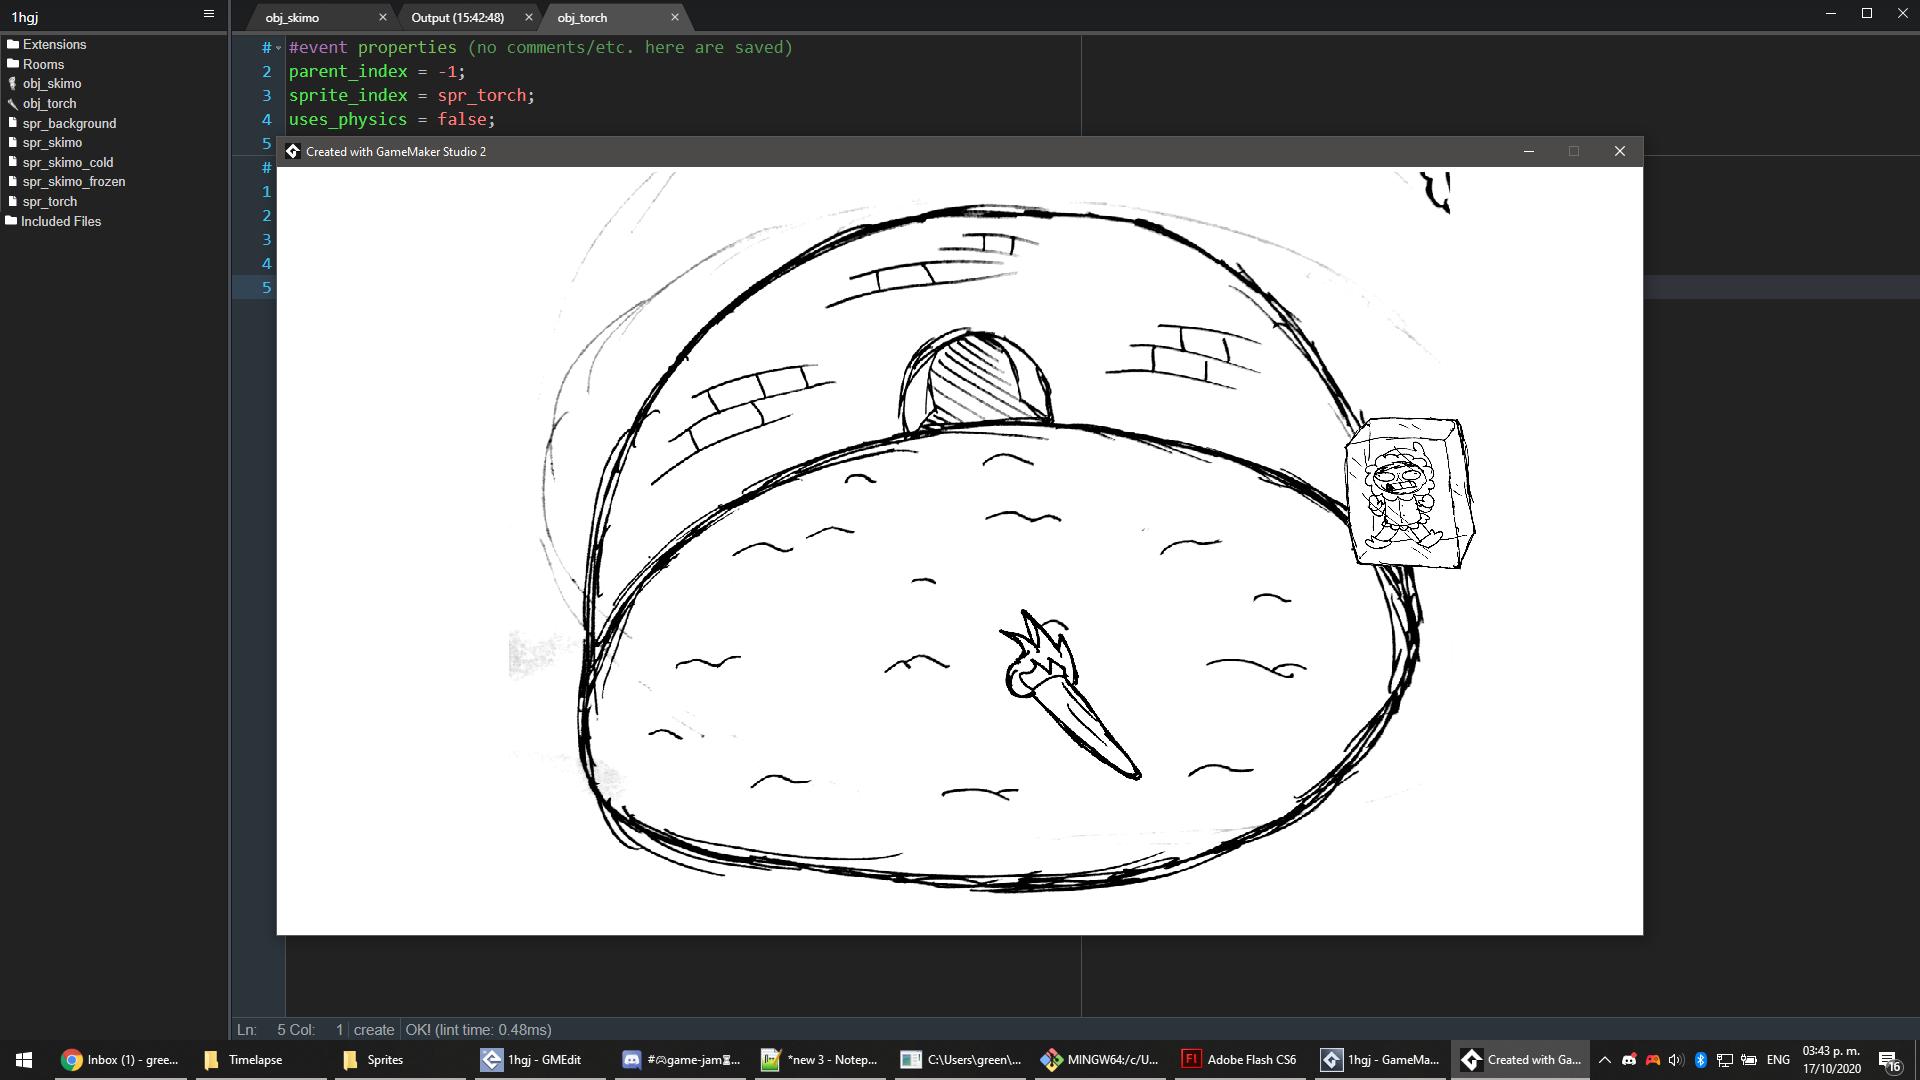 1hgj
obj_skimo
Output (15:42:48)
obj_torch
Extensions
Rooms
obj_skimo
obj_torch
spr_background
spr_skimo
spr_skimo_cold
spr_skimo_frozen
spr_torch
Included Files
# #event properties (no comments/etc. here are saved)
2 parent_index = -1;
3 sprite_index = spr_torch;
4 uses_physics = false;
5
#
1
2
3
4
5
Created with GameMaker Studio 2
Ln: 5 Col: 1 create OK! (lint time: 0.48ms)
Inbox (1) - gree...
Timelapse
Sprites
1hgj - GMEdit
#🎮game-jam⏳...
*new 3 - Notep...
C:\Users\green\...
MINGW64:/c/U...
Adobe Flash CS6
1hgj - GameMa...
Created with Ga...
ENG
03:43 p. m.
17/10/2020
16